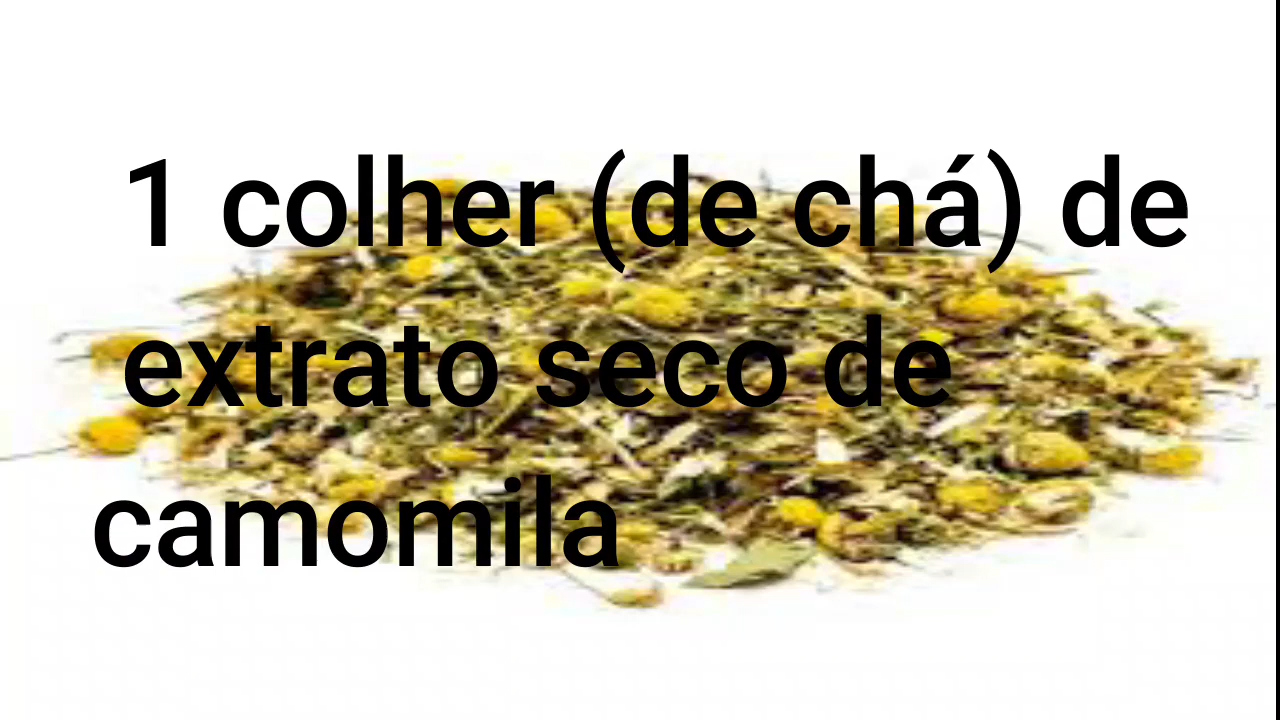 1 colher (de chá) de
extrato seco de
camomila